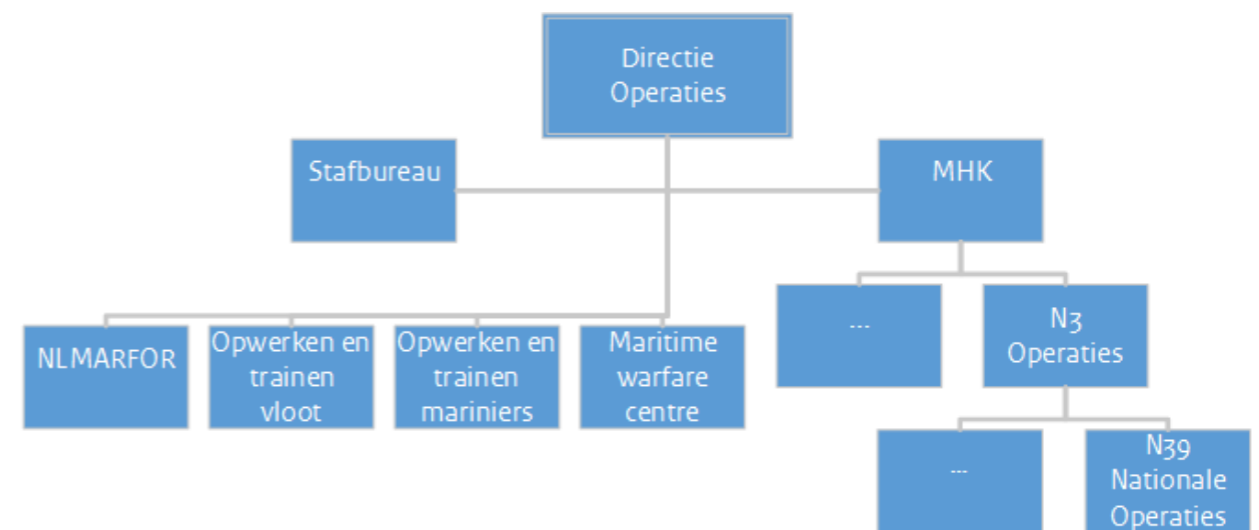 Directie
Operaties
Stafbureau
MHK
...
N3
Operaties
NLMARFOR
Opwerken en
trainen
vloot
Opwerken en
trainen
mariniers
Maritime
warfare
centre
...
N39
Nationale
Operaties